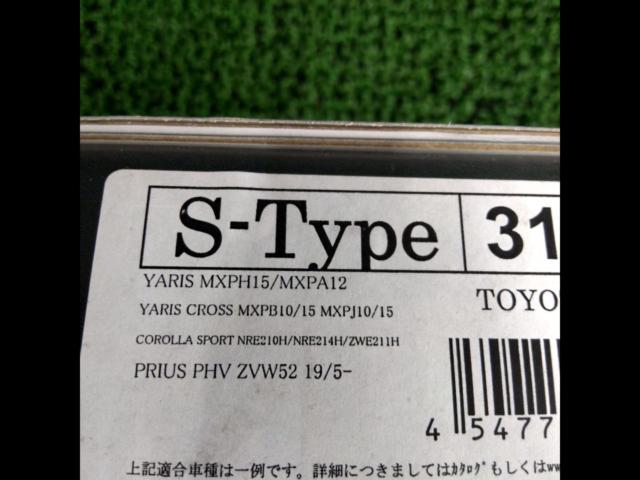 S-Type 31
YARIS MXPH15/MXPA12
YARIS CROSS MXPB10/15 MXPJ10/15
TOYO
COROLLA SPORT NRE210H/NRE214H/ZWE211H
PRIUS PHV ZVW52 19/5-
4 5477
上記適合車種は一例です。詳細につきましてはｶﾀﾛｸﾞもしくはww